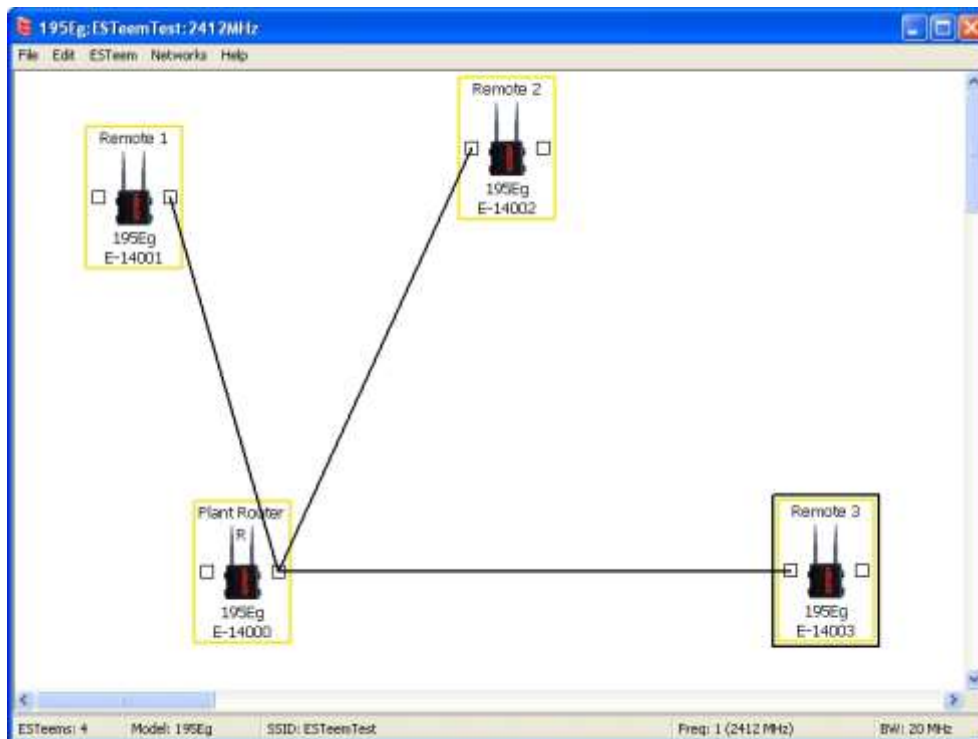 195Eg:ESTeemTest:2412MHz
File Edit ESTeem Networks Help
Remote 1
195Eg
E-14001
Remote 2
195Eg
E-14002
Plant Router
R
195Eg
E-14000
Remote 3
195Eg
E-14003
ESTeems: 4 Model: 195Eg SSID: ESTeemTest Freq: 1 (2412 MHz) BW: 20 MHz